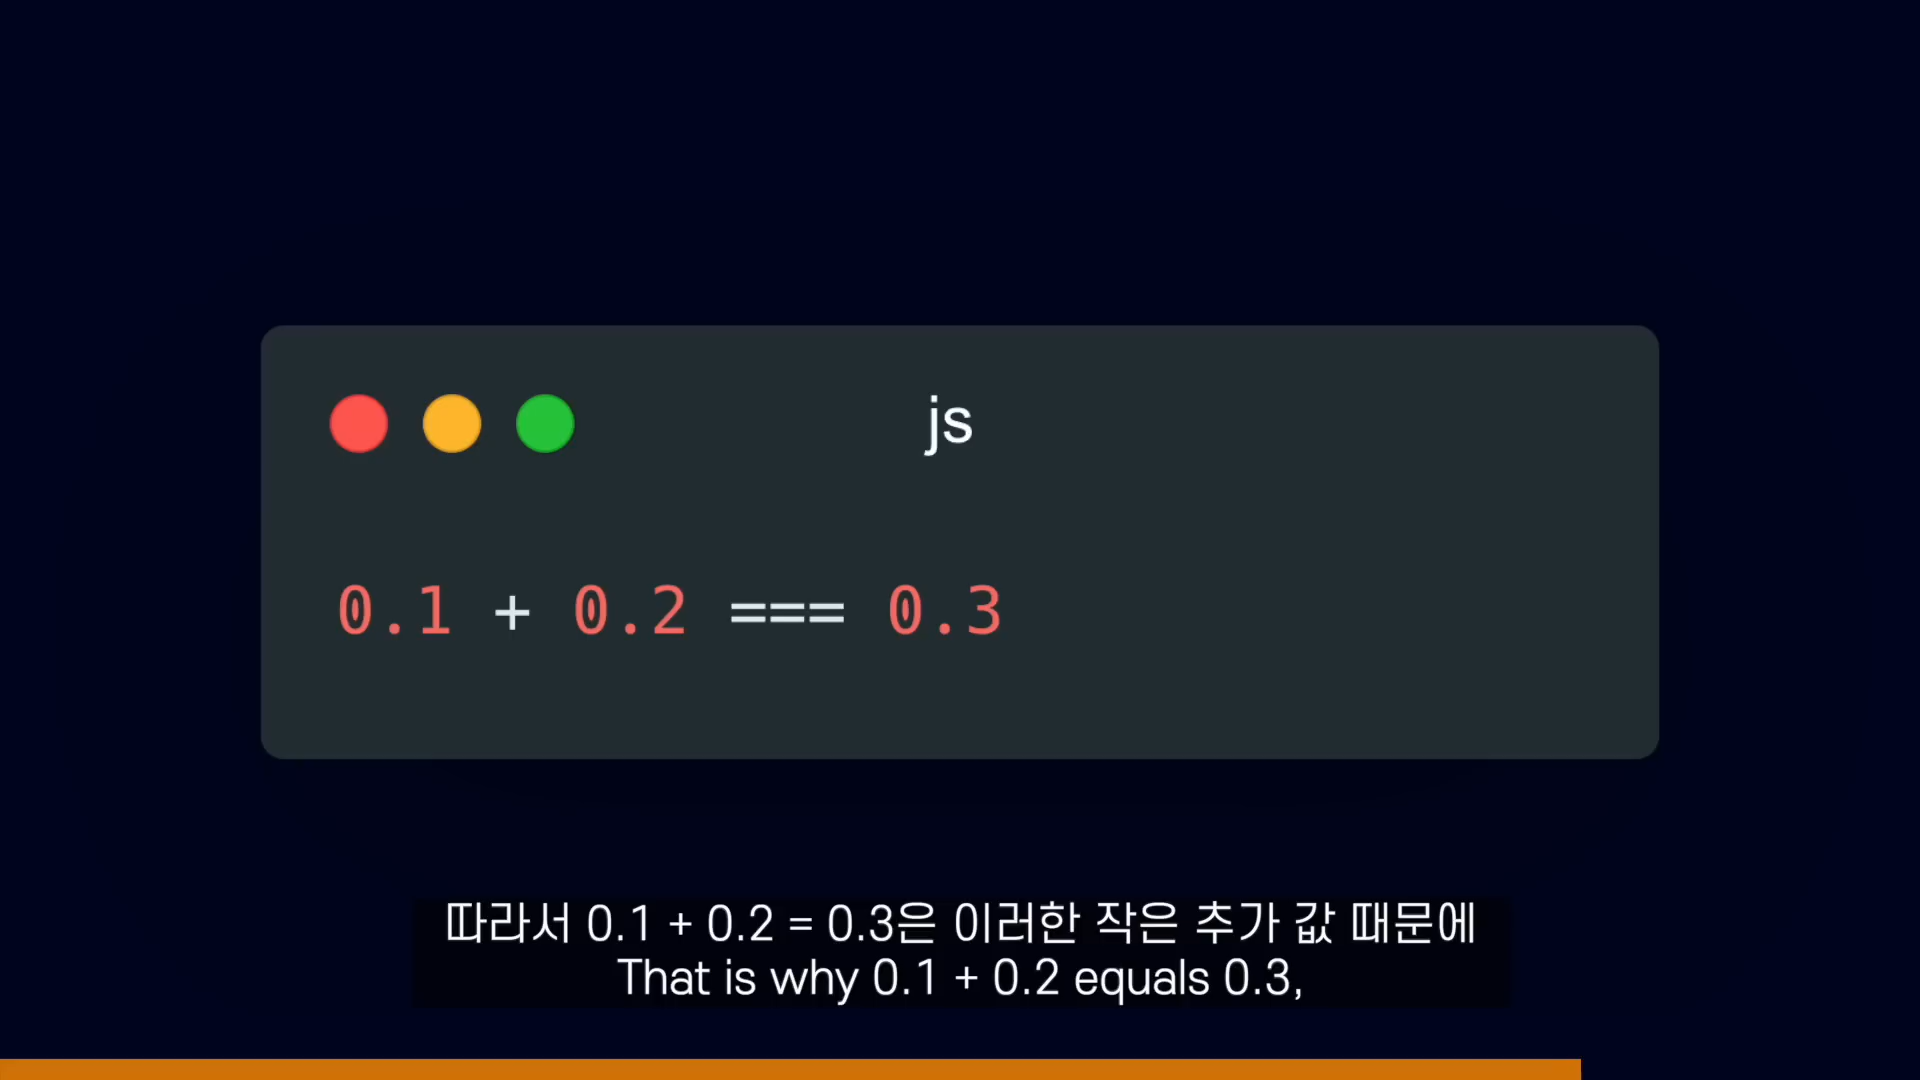 js
0.1 + 0.2 === 0.3
따라서 0.1 + 0.2 = 0.3은 이러한 작은 추가 값 때문에
That is why 0.1 + 0.2 equals 0.3,